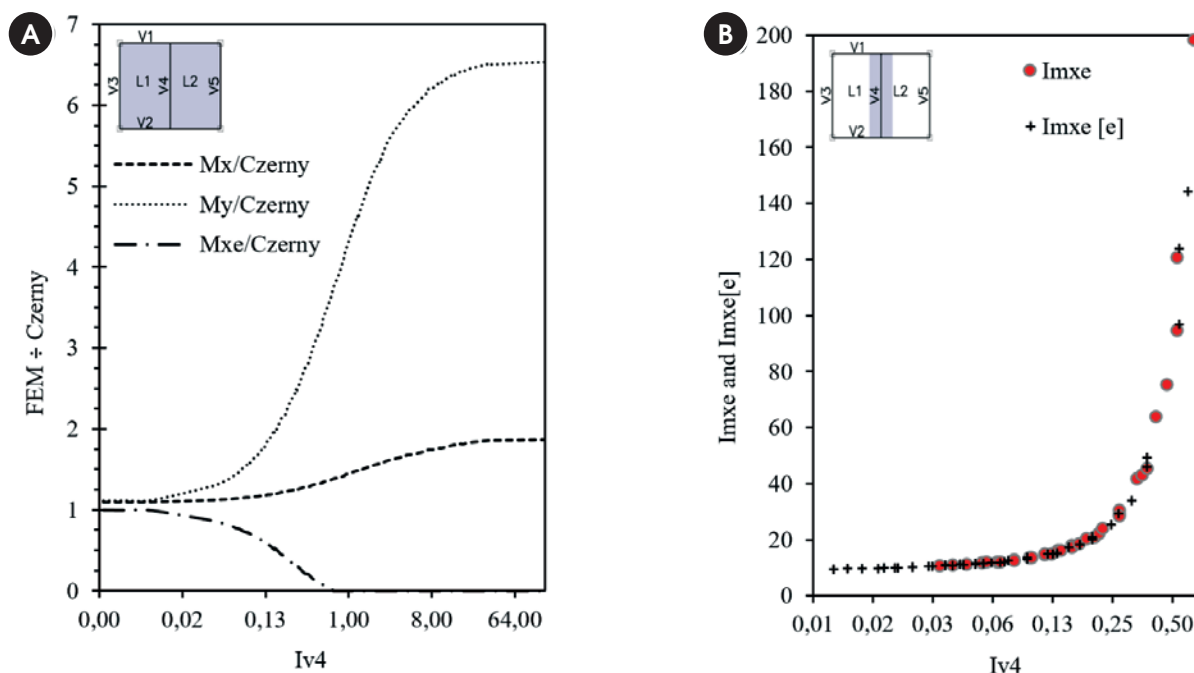 A
7
6
5
4
3
2
1
0
FEM ÷ Czerny
V1
V3
L1
V4
L2
V5
V2
Mx/Czerny
My/Czerny
Mxe/Czerny
0,00
0,02
0,13
1,00
8,00
64,00
Iv4
B
200
180
160
140
120
100
80
60
40
20
0
Imxe and Imxe[e]
V1
V3
L1
V4
L2
V5
V2
Imxe
Imxe [e]
0,01
0,02
0,03
0,06
0,13
0,25
0,50
Iv4